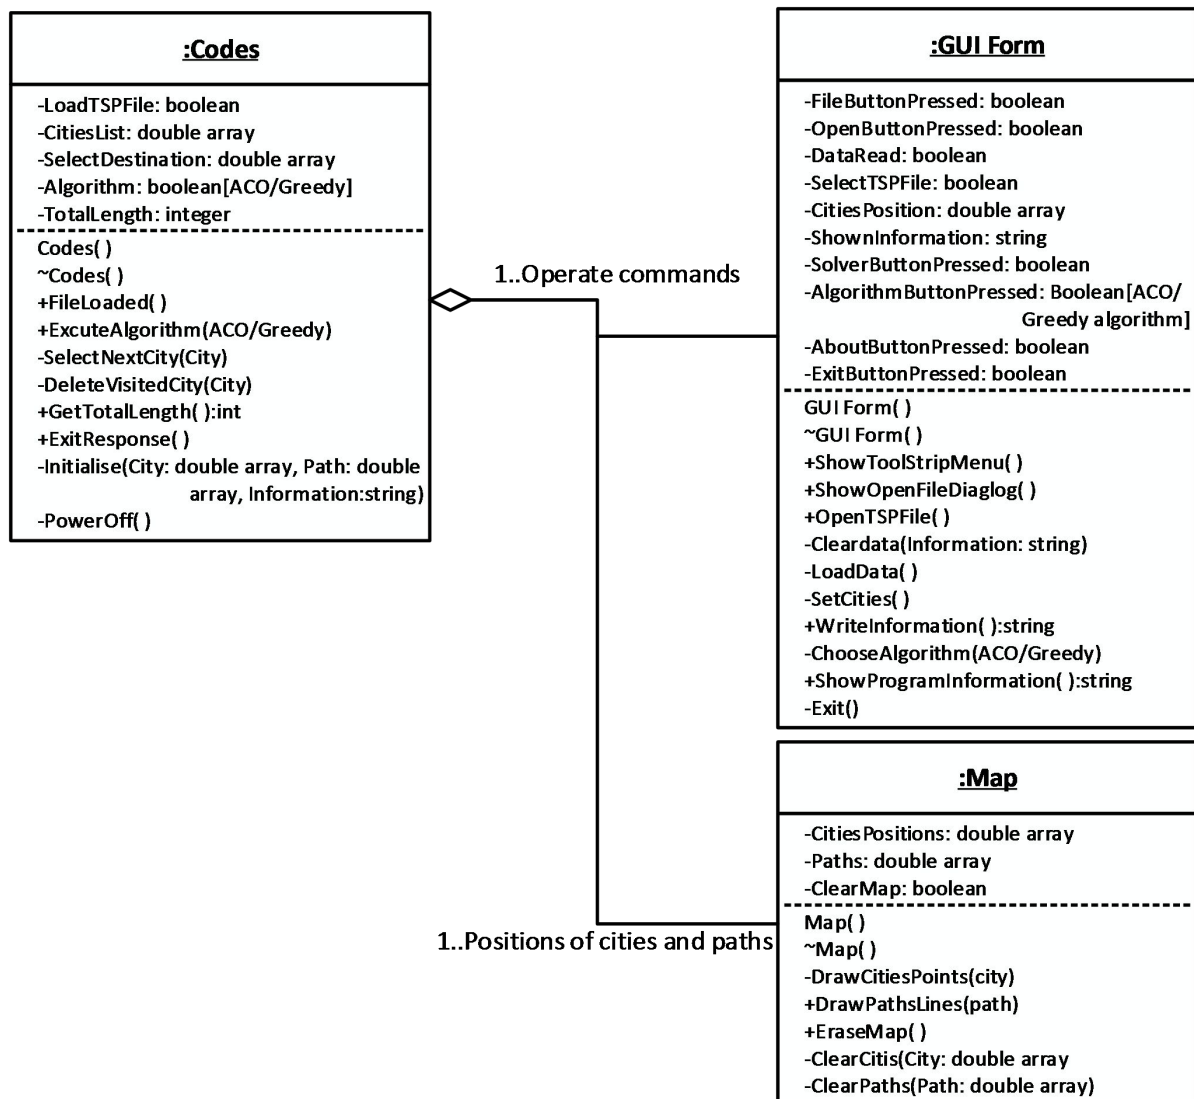 :Codes
-LoadTSPFile: boolean
-CitiesList: double array
-SelectDestination: double array
-Algorithm: boolean[ACO/Greedy]
-TotalLength: integer
Codes( )
~Codes( )
+FileLoaded( )
+ExcuteAlgorithm(ACO/Greedy)
-SelectNextCity(City)
-DeleteVisitedCity(City)
+GetTotalLength( ):int
+ExitResponse( )
-Initialise(City: double array, Path: double
array, Information:string)
-PowerOff( )
1..Operate commands
:GUI Form
-FileButtonPressed: boolean
-OpenButtonPressed: boolean
-DataRead: boolean
-SelectTSPFile: boolean
-CitiesPosition: double array
-ShownInformation: string
-SolverButtonPressed: boolean
-AlgorithmButtonPressed: Boolean[ACO/
Greedy algorithm]
-AboutButtonPressed: boolean
-ExitButtonPressed: boolean
GUI Form( )
~GUI Form( )
+ShowToolStripMenu( )
+ShowOpenFileDiaglog( )
+OpenTSPFile( )
-Cleardata(Information: string)
-LoadData( )
-SetCities( )
+WriteInformation( ):string
-ChooseAlgorithm(ACO/Greedy)
+ShowProgramInformation( ):string
-Exit()
1..Positions of cities and paths
:Map
-CitiesPositions: double array
-Paths: double array
-ClearMap: boolean
Map( )
~Map( )
-DrawCitiesPoints(city)
+DrawPathsLines(path)
+EraseMap( )
-ClearCitis(City: double array
-ClearPaths(Path: double array)